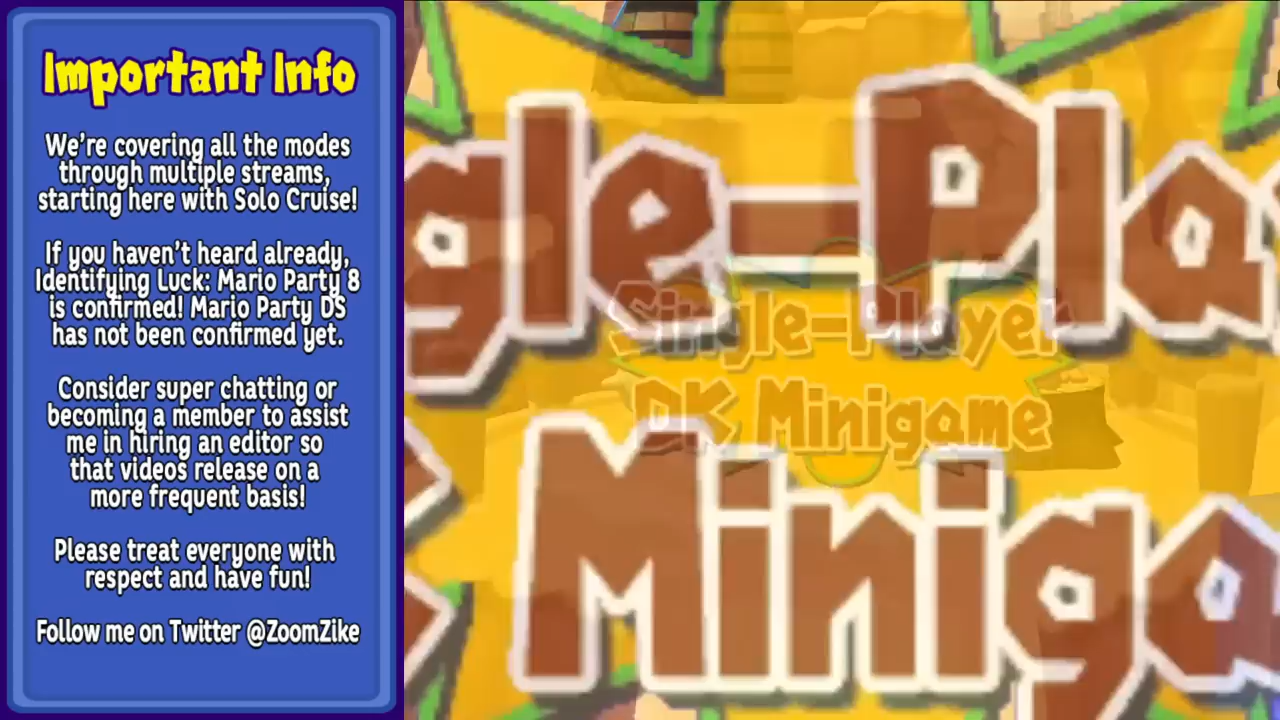 Important Info
We're covering all the modes
through multiple streams,
starting here with Solo Cruise!
If you haven't heard already,
Identifying Luck: Mario Party 8
is confirmed! Mario Party DS
has not been confirmed yet.
Consider super chatting or
becoming a member to assist
me in hiring an editor so
that videos release on a
more frequent basis!
Please treat everyone with
respect and have fun!
Follow me on Twitter @ZoomZike
gle-Play
Miniga
Single-Player
DK Minigame